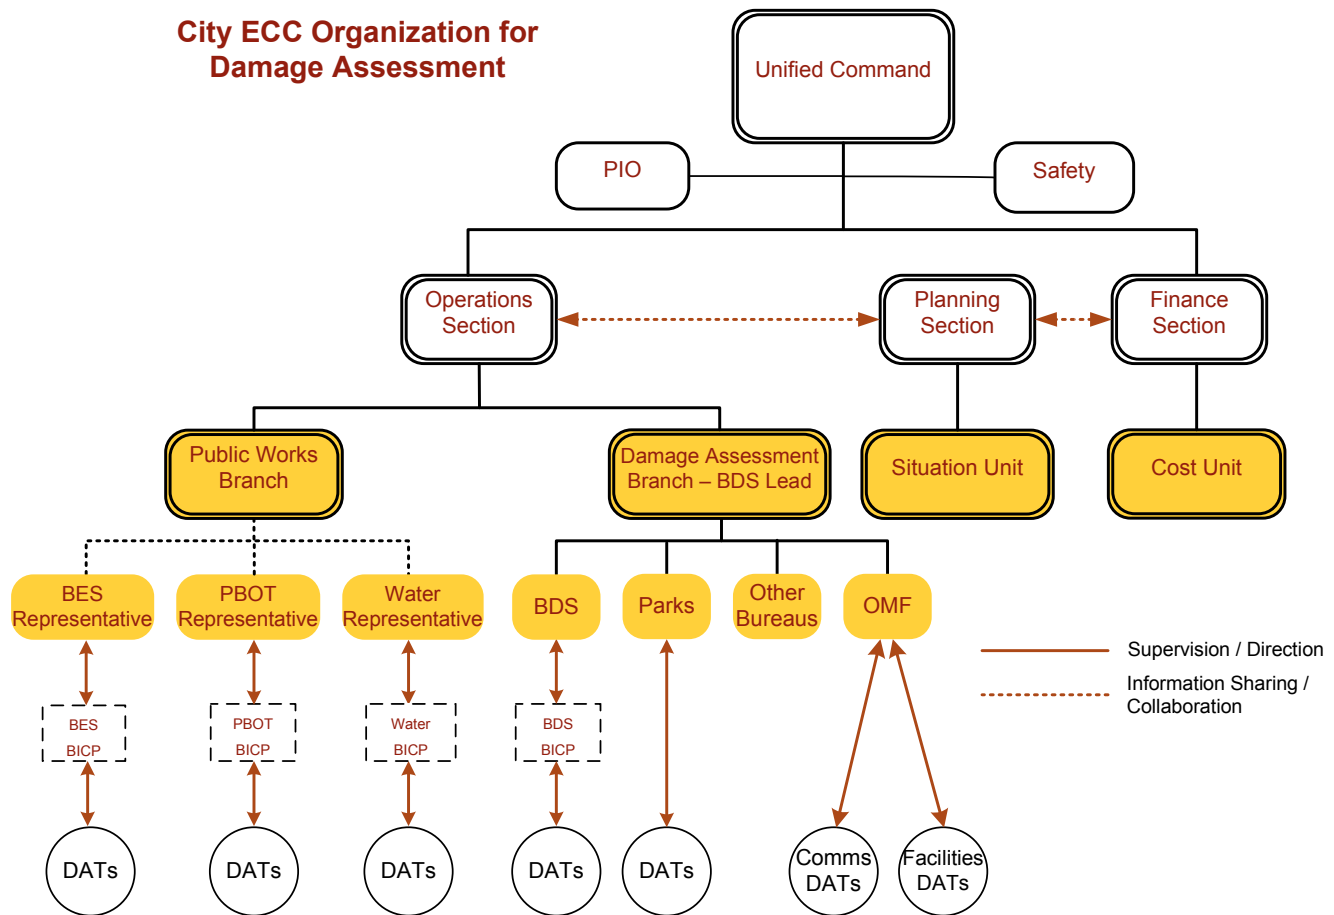 City ECC Organization for
Damage Assessment
Unified Command
PIO
Safety
Operations
Section
Planning
Section
Finance
Section
Public Works
Branch
Damage Assessment
Branch – BDS Lead
Situation Unit
Cost Unit
BES
Representative
PBOT
Representative
Water
Representative
BDS
Parks
Other
Bureaus
OMF
Supervision / Direction
Information Sharing /
Collaboration
BES
BICP
PBOT
BICP
Water
BICP
BDS
BICP
DATs
DATs
DATs
DATs
DATs
Comms
DATs
Facilities
DATs